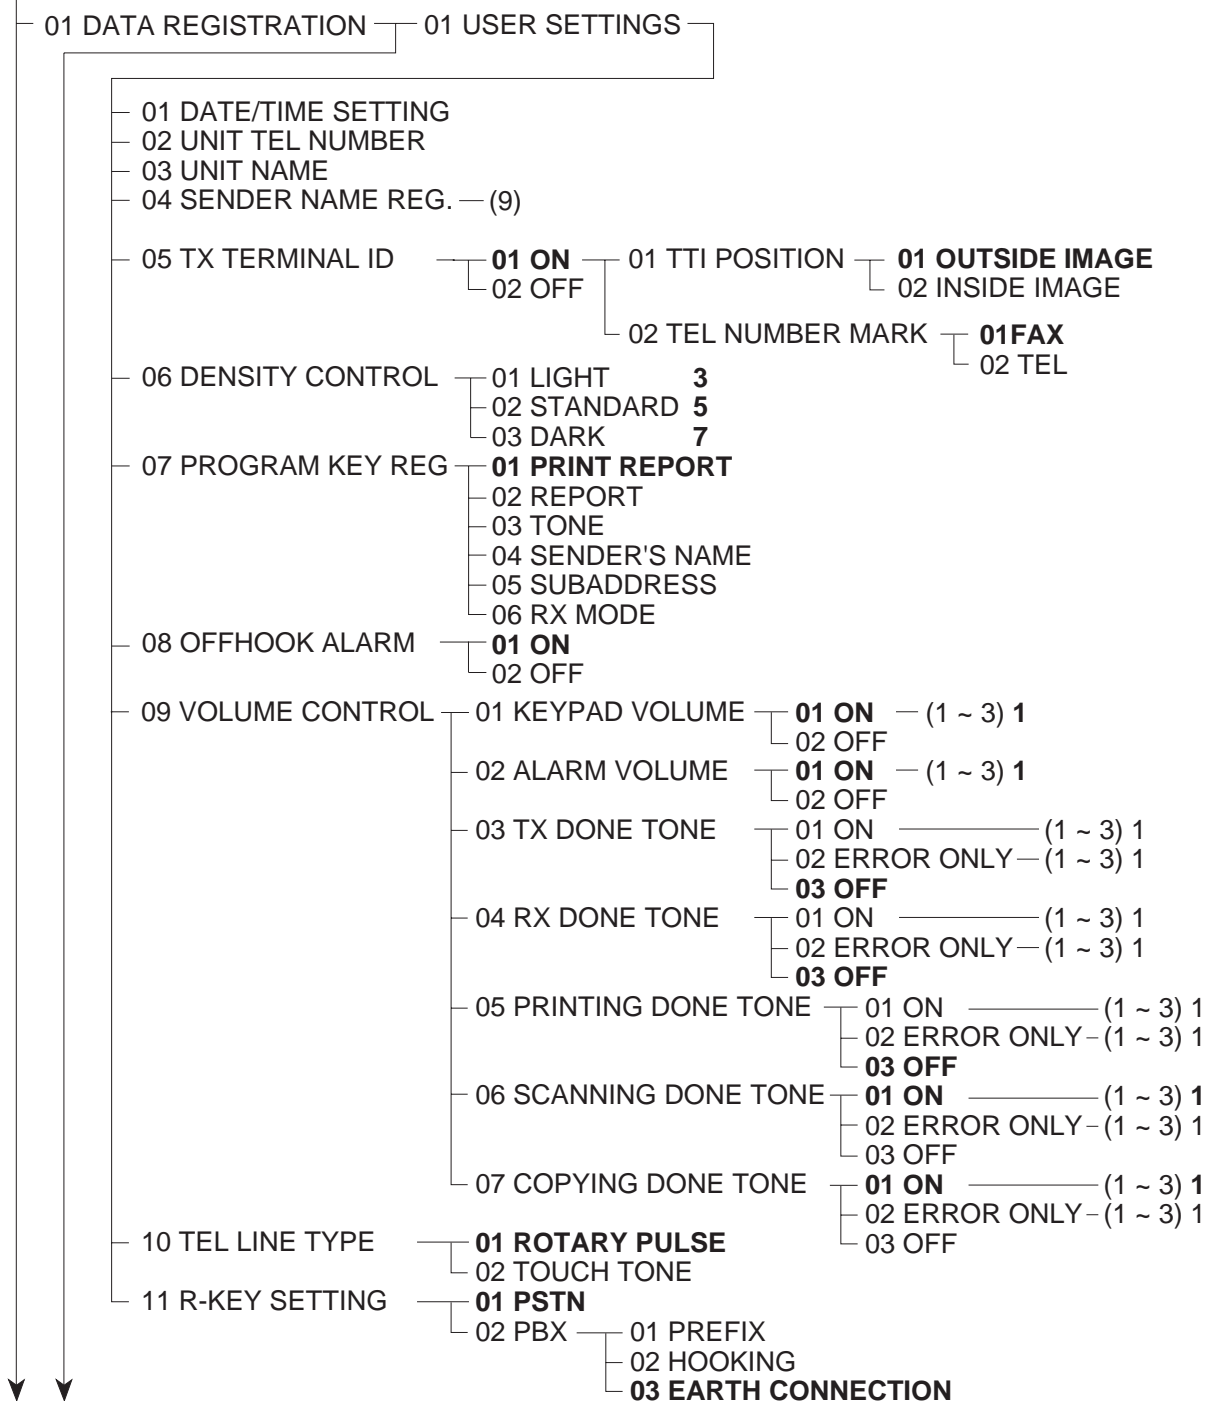 01 DATA REGISTRATION 01 USER SETTINGS
01 DATE/TIME SETTING
02 UNIT TEL NUMBER
03 UNIT NAME
04 SENDER NAME REG. (9)
05 TX TERMINAL ID 01 ON 01 TTI POSITION 01 OUTSIDE IMAGE
02 OFF 02 INSIDE IMAGE
02 TEL NUMBER MARK 01FAX
02 TEL
06 DENSITY CONTROL 01 LIGHT 3
02 STANDARD 5
03 DARK 7
07 PROGRAM KEY REG 01 PRINT REPORT
02 REPORT
03 TONE
04 SENDER'S NAME
05 SUBADDRESS
06 RX MODE
08 OFFHOOK ALARM 01 ON
02 OFF
09 VOLUME CONTROL 01 KEYPAD VOLUME 01 ON (1 ~ 3) 1
02 OFF
02 ALARM VOLUME 01 ON (1 ~ 3) 1
02 OFF
03 TX DONE TONE 01 ON (1 ~ 3) 1
02 ERROR ONLY (1 ~ 3) 1
03 OFF
04 RX DONE TONE 01 ON (1 ~ 3) 1
02 ERROR ONLY (1 ~ 3) 1
03 OFF
05 PRINTING DONE TONE 01 ON (1 ~ 3) 1
02 ERROR ONLY (1 ~ 3) 1
03 OFF
06 SCANNING DONE TONE 01 ON (1 ~ 3) 1
02 ERROR ONLY (1 ~ 3) 1
03 OFF
07 COPYING DONE TONE 01 ON (1 ~ 3) 1
02 ERROR ONLY (1 ~ 3) 1
03 OFF
10 TEL LINE TYPE 01 ROTARY PULSE
02 TOUCH TONE
11 R-KEY SETTING 01 PSTN
02 PBX 01 PREFIX
02 HOOKING
03 EARTH CONNECTION